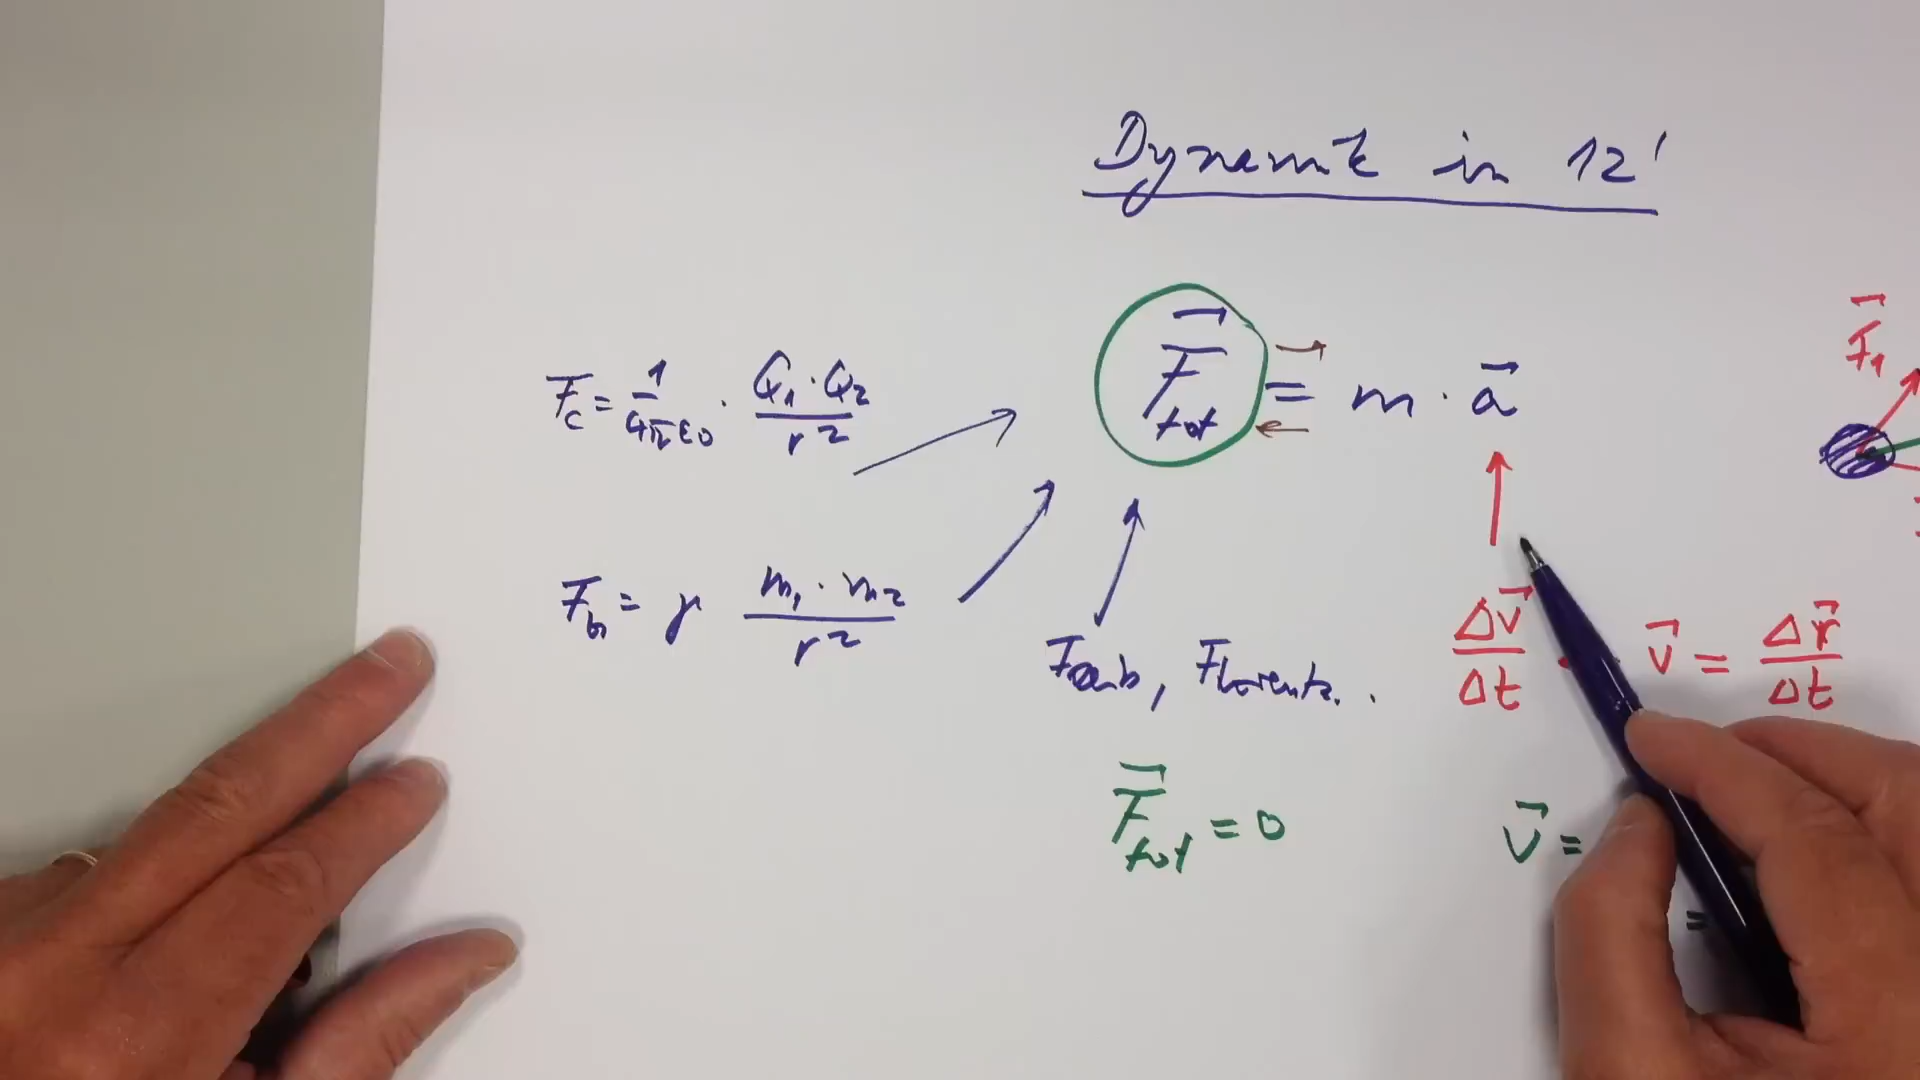 Dynamik in 12'
F⃗tot = m · a⃗
F⃗1
Fc = 1/4πε0 · Q1 · Q2/r²
FG = γ m1 · m2/r²
FLorentz. .
Δv⃗/Δt
v⃗ = Δr⃗/Δt
F⃗tot = 0
v⃗ =
=